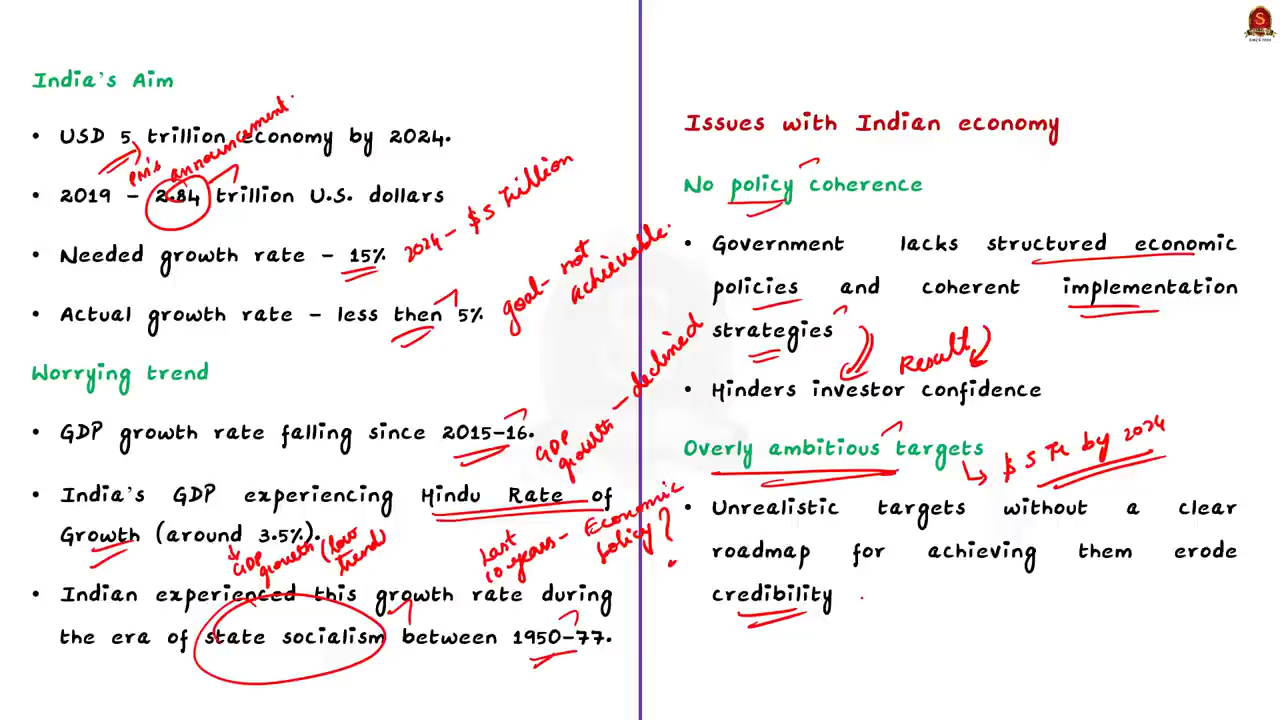 India's Aim
• USD 5 trillion economy by 2024.
PM's announcement.
• 2019 – 2.84 trillion U.S. dollars
• Needed growth rate – 15%
2024 – $5 Trillion
• Actual growth rate – less then 5%
goal – not
achievable.
Worrying trend
• GDP growth rate falling since 2015-16.
GDP
growth – declined
• India's GDP experiencing Hindu Rate of
Growth (around 3.5%).
GDP
growth (low
trend)
Last
10 years – Economic
policy?
• Indian experienced this growth rate during
the era of state socialism between 1950-77.
S
SINCE 2004
Issues with Indian economy
No policy coherence
• Government lacks structured economic
policies and coherent implementation
strategies
Result
• Hinders investor confidence
Overly ambitious targets
$ 5 Tr by 2024
• Unrealistic targets without a clear
roadmap for achieving them erode
credibility